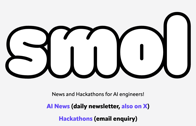 smol
News and Hackathons for AI engineers!
AI News (daily newsletter, also on X)
Hackathons (email enquiry)